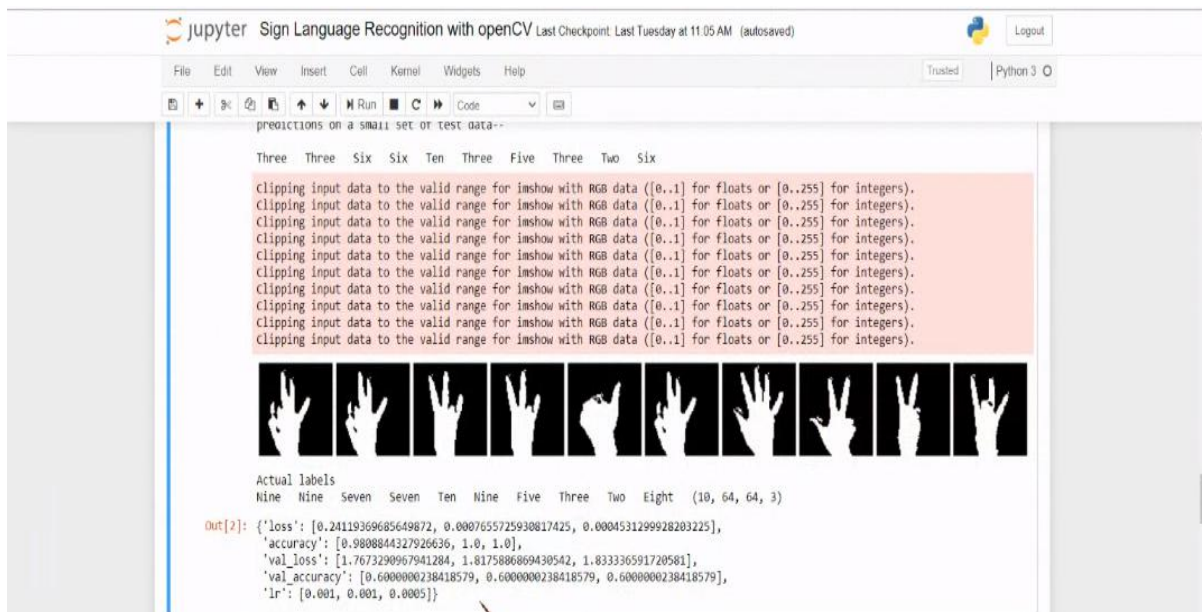 jupyter Sign Language Recognition with openCV Last Checkpoint: Last Tuesday at 11:05 AM (autosaved)
Logout
File Edit View Insert Cell Kernel Widgets Help
Trusted Python 3
Run Code
predictions on a small set of test data--
Three Three Six Six Ten Three Five Three Two Six
Clipping input data to the valid range for imshow with RGB data ([0..1] for floats or [0..255] for integers).
Clipping input data to the valid range for imshow with RGB data ([0..1] for floats or [0..255] for integers).
Clipping input data to the valid range for imshow with RGB data ([0..1] for floats or [0..255] for integers).
Clipping input data to the valid range for imshow with RGB data ([0..1] for floats or [0..255] for integers).
Clipping input data to the valid range for imshow with RGB data ([0..1] for floats or [0..255] for integers).
Clipping input data to the valid range for imshow with RGB data ([0..1] for floats or [0..255] for integers).
Clipping input data to the valid range for imshow with RGB data ([0..1] for floats or [0..255] for integers).
Clipping input data to the valid range for imshow with RGB data ([0..1] for floats or [0..255] for integers).
Clipping input data to the valid range for imshow with RGB data ([0..1] for floats or [0..255] for integers).
Clipping input data to the valid range for imshow with RGB data ([0..1] for floats or [0..255] for integers).
Actual labels
Nine Nine Seven Seven Ten Nine Five Three Two Eight (10, 64, 64, 3)
Out[2]: {'loss': [0.24119369685649872, 0.0007655725930817425, 0.0004531299928203225],
'accuracy': [0.9808844327926636, 1.0, 1.0],
'val_loss': [1.7673290967941284, 1.8175886869430542, 1.833336591720581],
'val_accuracy': [0.6000000238418579, 0.6000000238418579, 0.6000000238418579],
'lr': [0.001, 0.001, 0.0005]}